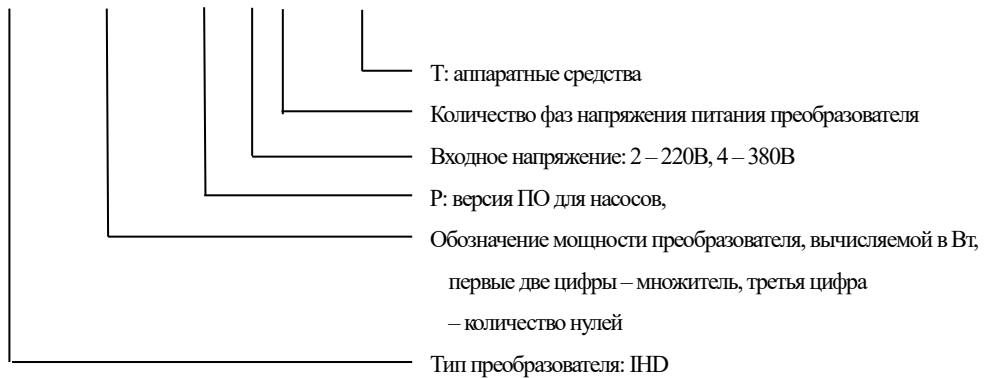 Т: аппаратные средства
Количество фаз напряжения питания преобразователя
Входное напряжение: 2 – 220В, 4 – 380В
Р: версия ПО для насосов,
Обозначение мощности преобразователя, вычисляемой в Вт,
первые две цифры – множитель, третья цифра
– количество нулей
Тип преобразователя: IHD